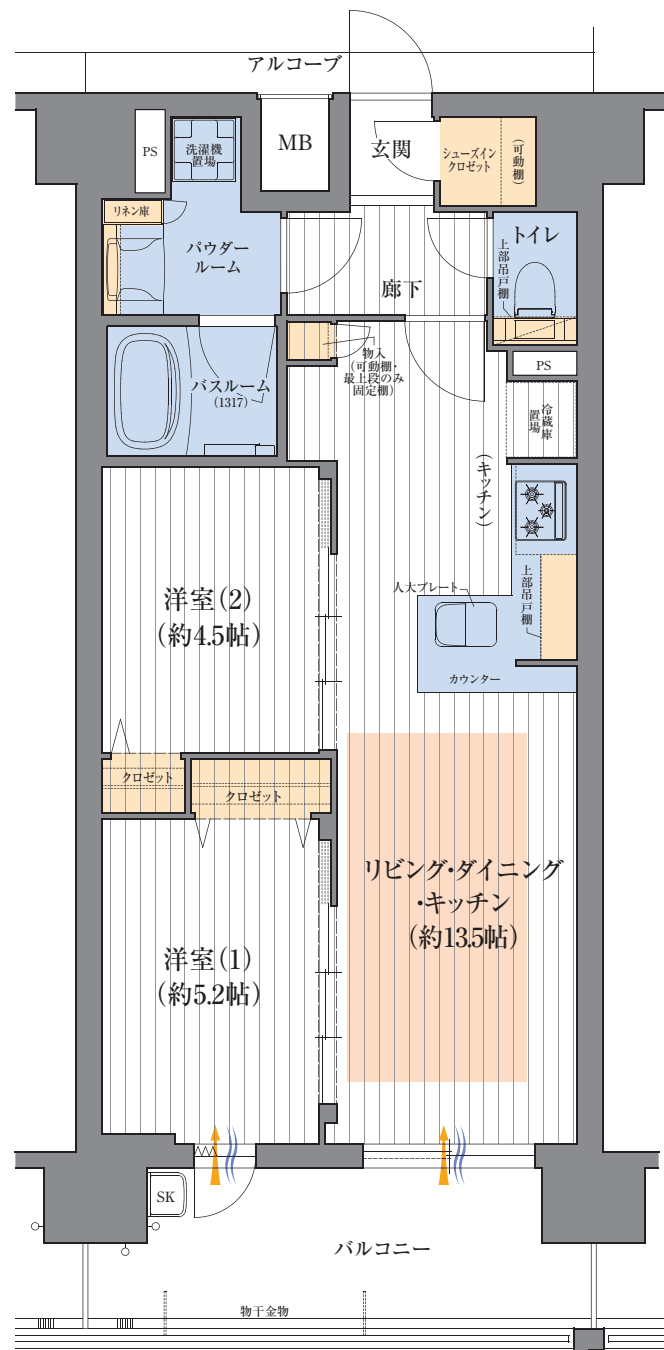 アルコーブ
PS
洗濯機
置場
MB
玄関
シューズイン
クロゼット
(可動棚)
リネン庫
パウダー
ルーム
廊下
トイレ
上部吊戸棚
バスルーム
(1317)
物入
(可動棚・
最上段のみ
固定棚)
PS
冷蔵庫
置場
(キッチン)
人大プレート
上部吊戸棚
カウンター
洋室(2)
(約4.5帖)
クロゼット
クロゼット
リビング・ダイニング
・キッチン
(約13.5帖)
洋室(1)
(約5.2帖)
SK
バルコニー
物干金物